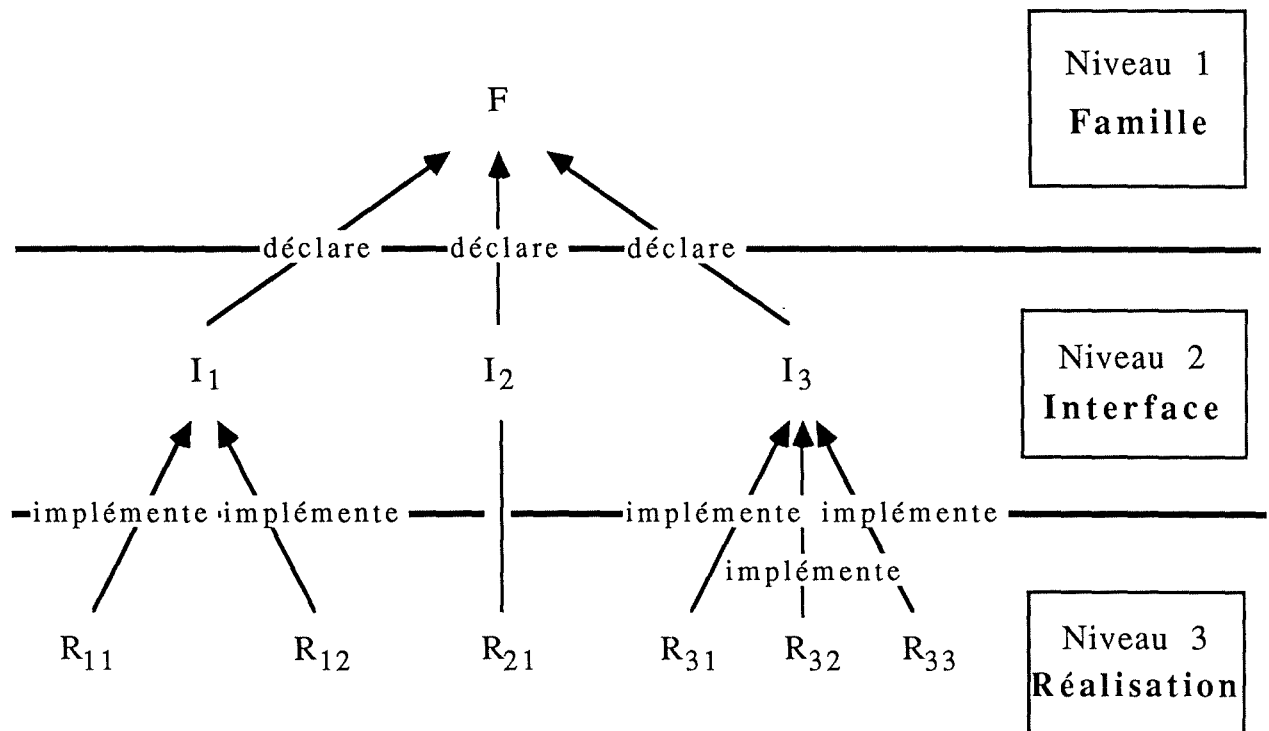 Niveau 1
Famille
F
déclare déclare déclare
I1 I2 I3
Niveau 2
Interface
implémente implémente implémente implémente
implémente
R11 R12 R21 R31 R32 R33
Niveau 3
Réalisation